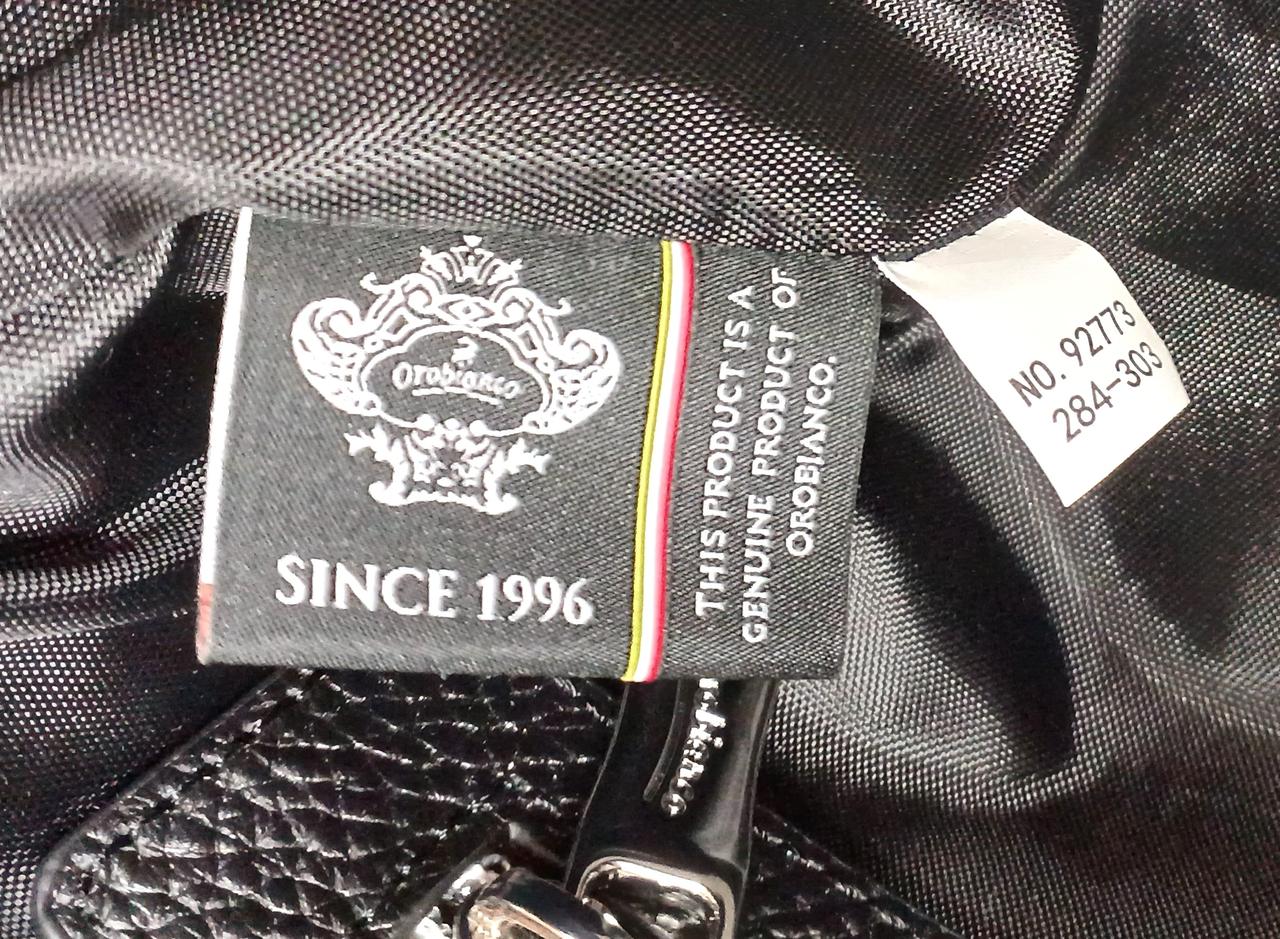 Orobianco
SINCE 1996
THIS PRODUCT IS A
GENUINE PRODUCT OF
OROBIANCO.
NO. 92773
284-303